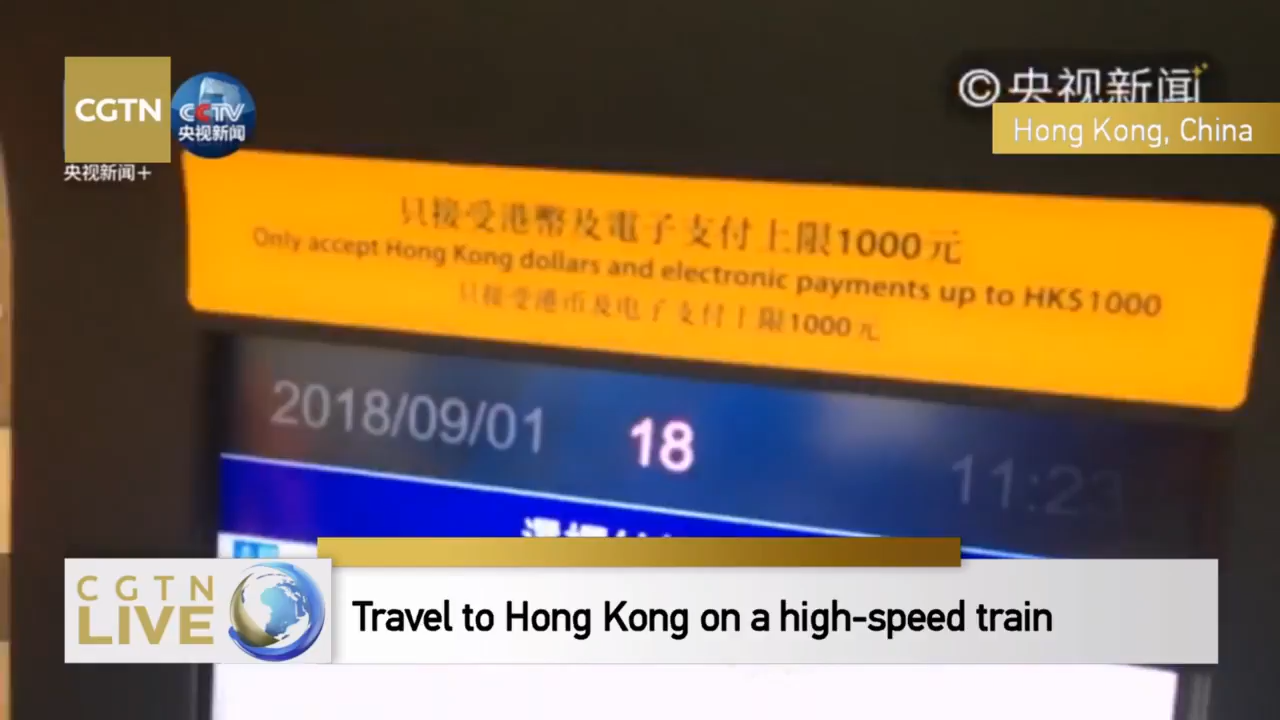 CGTN
CCTV
央视新闻
央视新闻+
©央视新闻
Hong Kong, China
只接受港幣及電子支付上限1000元
Only accept Hong Kong dollars and electronic payments up to HK$1000
只接受港币及电子支付上限1000元
2018/09/01
18
11:23
CGTN
LIVE
Travel to Hong Kong on a high-speed train